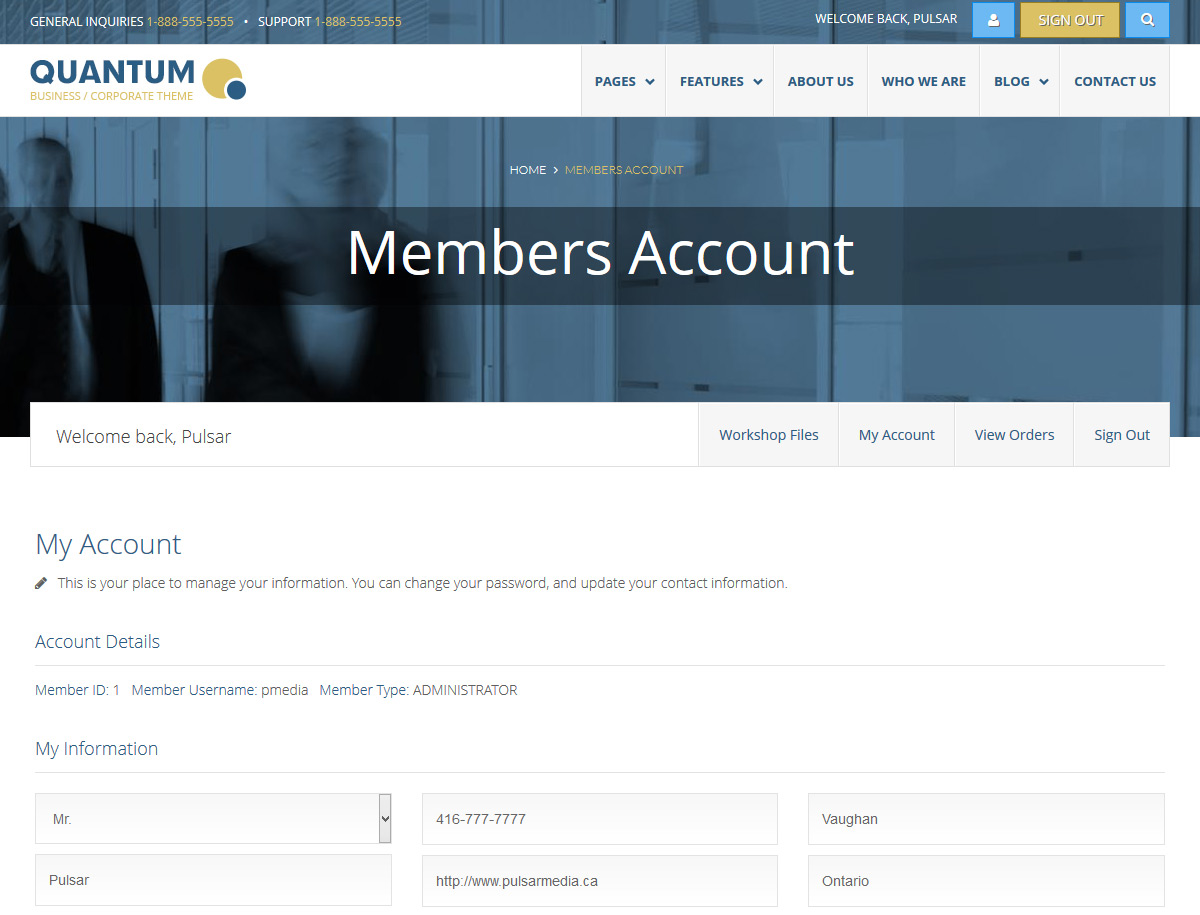 GENERAL INQUIRIES 1-888-555-5555 • SUPPORT 1-888-555-5555
WELCOME BACK, PULSAR
SIGN OUT
QUANTUM
BUSINESS / CORPORATE THEME
PAGES
FEATURES
ABOUT US
WHO WE ARE
BLOG
CONTACT US
HOME > MEMBERS ACCOUNT
Members Account
Welcome back, Pulsar
Workshop Files
My Account
View Orders
Sign Out
My Account
This is your place to manage your information. You can change your password, and update your contact information.
Account Details
Member ID: 1 Member Username: pmedia Member Type: ADMINISTRATOR
My Information
Mr.
416-777-7777
Vaughan
Pulsar
http://www.pulsarmedia.ca
Ontario